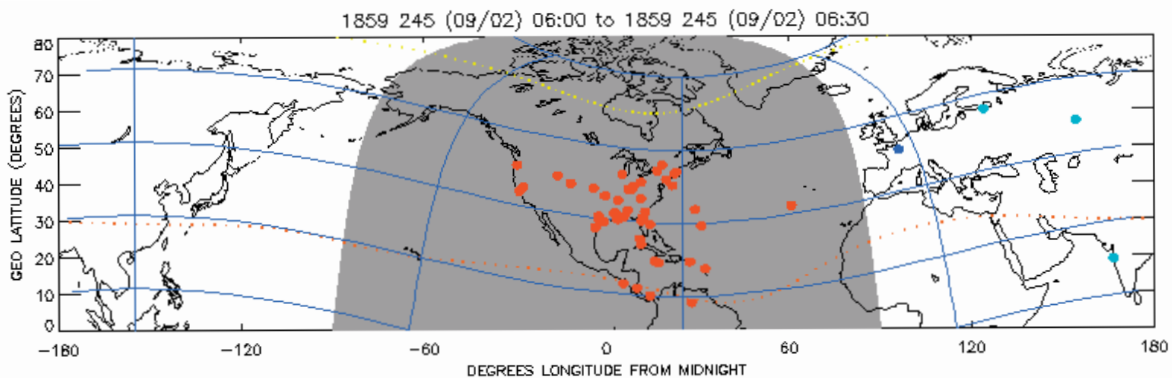 1859 245 (09/02) 06:00 to 1859 245 (09/02) 06:30
80
70
60
50
40
30
20
10
0
GEO LATITUDE (DEGREES)
−180 −120 −60 0 60 120 180
DEGREES LONGITUDE FROM MIDNIGHT